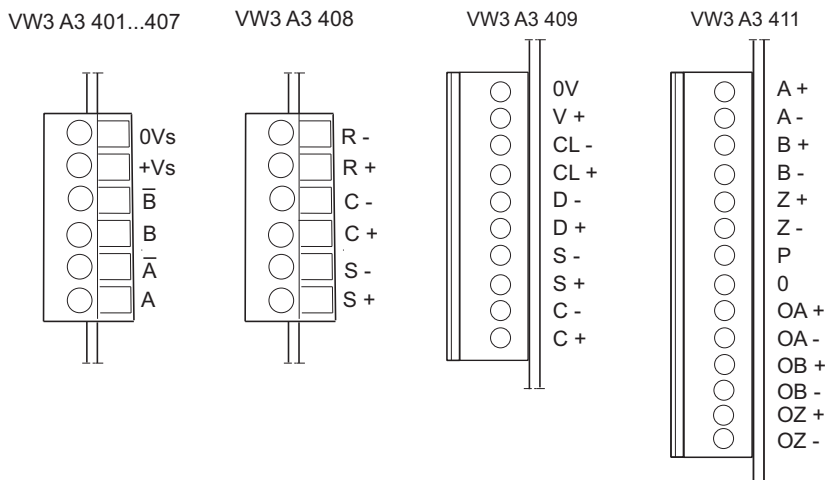 VW3 A3 401...407
0Vs
+Vs
B̅
B
A̅
A
VW3 A3 408
R -
R +
C -
C +
S -
S +
VW3 A3 409
0V
V +
CL -
CL +
D -
D +
S -
S +
C -
C +
VW3 A3 411
A +
A -
B +
B -
Z +
Z -
P
0
OA +
OA -
OB +
OB -
OZ +
OZ -